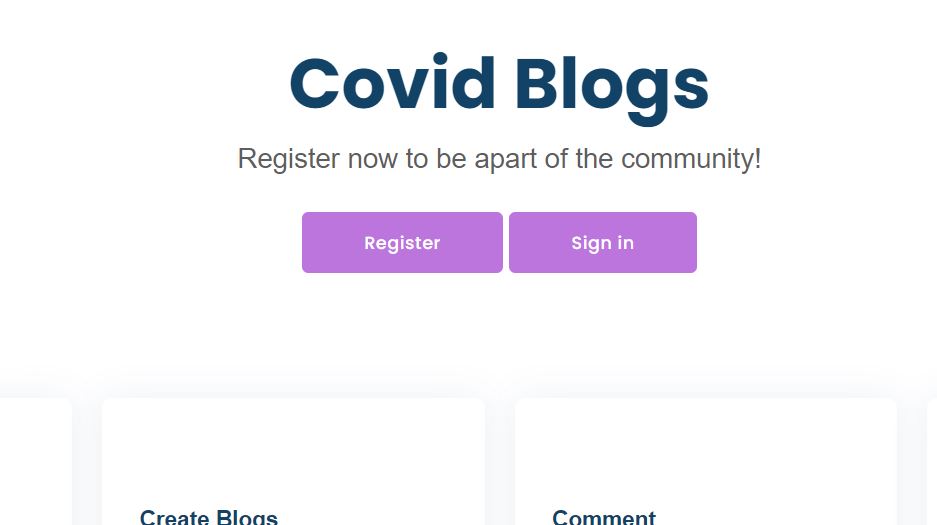 Covid Blogs
Register now to be apart of the community!
Register Sign in
Create Blogs Comment